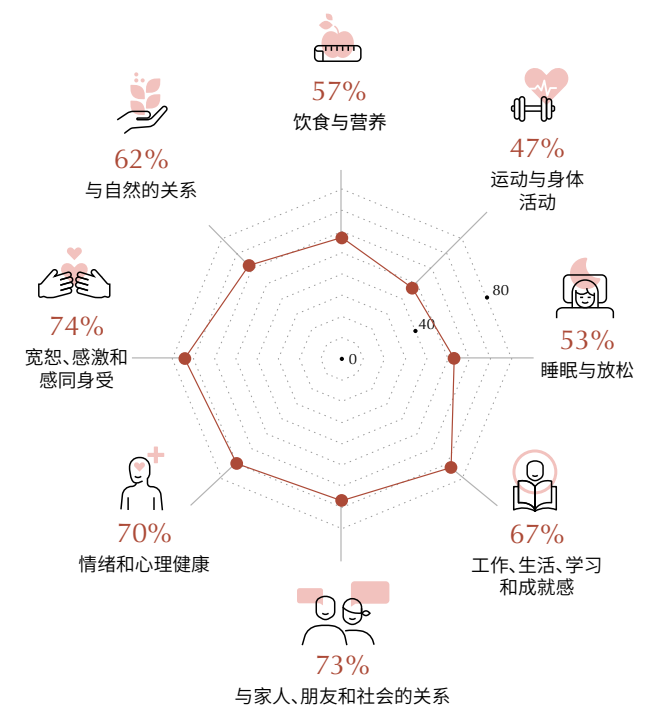 57%
饮食与营养
47%
运动与身体
活动
62%
与自然的关系
80
53%
睡眠与放松
40
0
74%
宽恕、感激和
感同身受
67%
工作、生活、学习
和成就感
70%
情绪和心理健康
73%
与家人、朋友和社会的关系